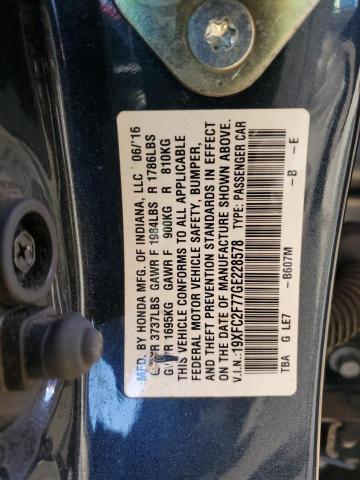 MFD. BY HONDA MFG. OF INDIANA, LLC 06/'16
3737LBS GAWR F 1984LBS R 1786LBS
1695KG F 900KG R 810KG
THIS VEHICLE CONFORMS TO ALL APPLICABLE
FEDERAL MOTOR VEHICLE SAFETY, BUMPER,
AND THEFT PREVENTION STANDARDS IN EFFECT
ON THE DATE OF MANUFACTURE SHOWN ABOVE.
V.I.N.:19XFC2F77GE228578 TYPE: PASSENGER CAR
TBA G LE7 -B607M -B -E